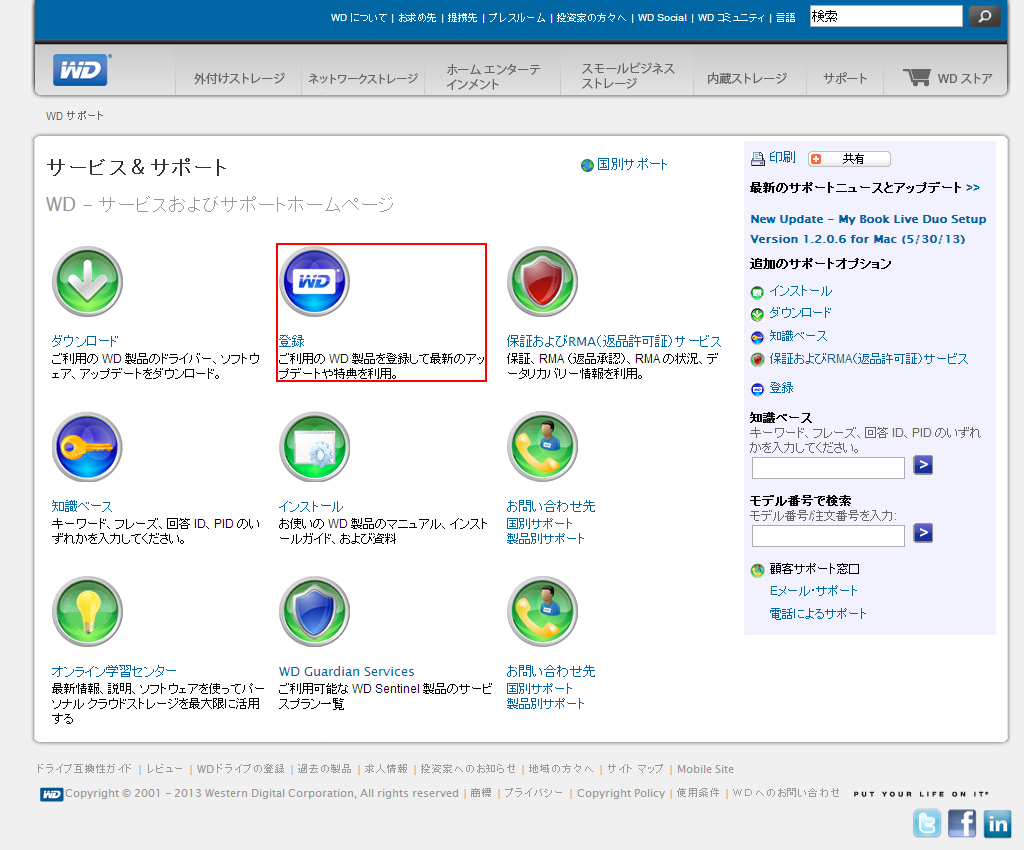 WD について | お求め先 | 提携先 | プレスルーム | 投資家の方々へ | WD Social | WD コミュニティ | 言語
検索
WD
外付けストレージ
ネットワークストレージ
ホーム エンターテ
インメント
スモールビジネス
ストレージ
内蔵ストレージ
サポート
WD ストア
WD サポート
サービス＆サポート
国別サポート
WD – サービスおよびサポートホームページ
ダウンロード
ご利用の WD 製品のドライバー、ソフトウ
ェア、アップデートをダウンロード。
WD
登録
ご利用の WD 製品を登録して最新のアッ
プデートや特典を利用。
保証およびRMA（返品許可証）サービス
保証、RMA （返品承認）、RMA の状況、デ
ータリカバリー情報を利用。
知識ベース
キーワード、フレーズ、回答 ID、PID のい
ずれかを入力してください。
インストール
お使いの WD 製品のマニュアル、インスト
ールガイド、および資料
お問い合わせ先
国別サポート
製品別サポート
オンライン学習センター
最新情報、説明、ソフトウェアを使ってパー
ソナル クラウドストレージを最大限に活用
する
WD Guardian Services
ご利用可能な WD Sentinel 製品のサービ
スプラン一覧
お問い合わせ先
国別サポート
製品別サポート
印刷
共有
最新のサポートニュースとアップデート >>
New Update - My Book Live Duo Setup
Version 1.2.0.6 for Mac (5/30/13)
追加のサポートオプション
インストール
ダウンロード
知識ベース
保証およびRMA（返品許可証）サービス
登録
知識ベース
キーワード、フレーズ、回答 ID、PID のいずれ
かを入力してください。
モデル番号で検索
モデル番号/注文番号を入力:
顧客サポート窓口
Eメール・サポート
電話によるサポート
ドライブ互換性ガイド | レビュー | WDドライブの登録 | 過去の製品 | 求人情報 | 投資家へのお知らせ | 地域の方々へ | サイト マップ | Mobile Site
WD Copyright © 2001 - 2013 Western Digital Corporation, All rights reserved | 商標 | プライバシー | Copyright Policy | 使用条件 | ＷＤへのお問い合わせ PUT YOUR LIFE ON IT®